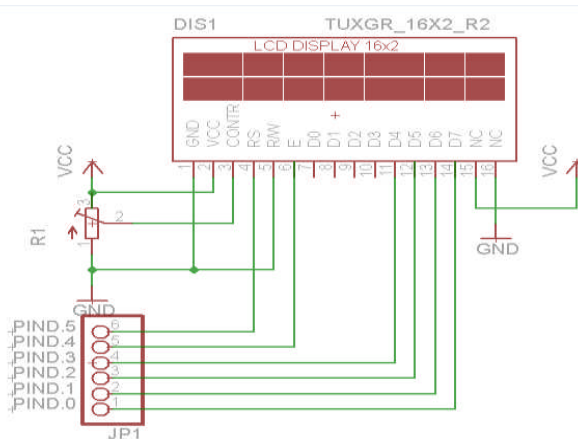 DIS1 TUXGR_16X2_R2
LCD DISPLAY 16x2
GND VCC CONTR RS R/W E D0 D1 D2 D3 D4 D5 D6 D7 NC NC
1 2 3 4 5 6 7 8 9 10 11 12 13 14 15 16
VCC VCC
3
2
R1
1
GND
GND
PIND.5 6
PIND.4 5
PIND.3 4
PIND.2 3
PIND.1 2
PIND.0 1
JP1